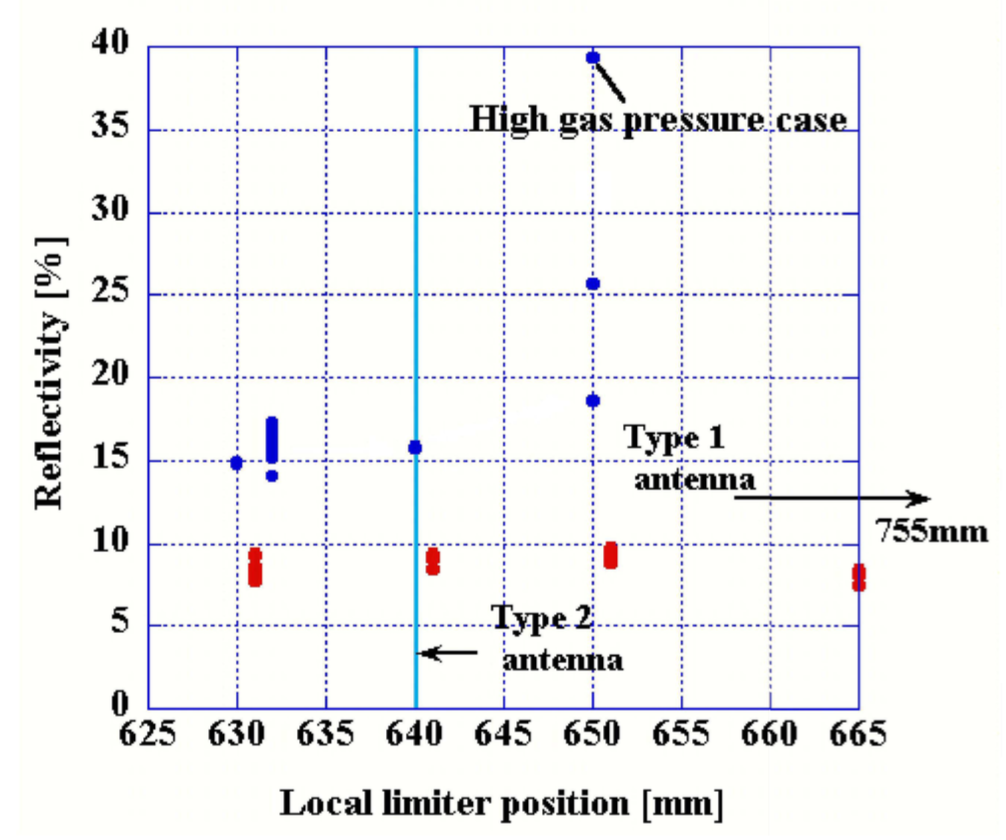 40
High gas pressure case
35
30
25
20
Type 1
antenna
15
755mm
10
Type 2
antenna
5
0
625 630 635 640 645 650 655 660 665
Reflectivity [%]
Local limiter position [mm]